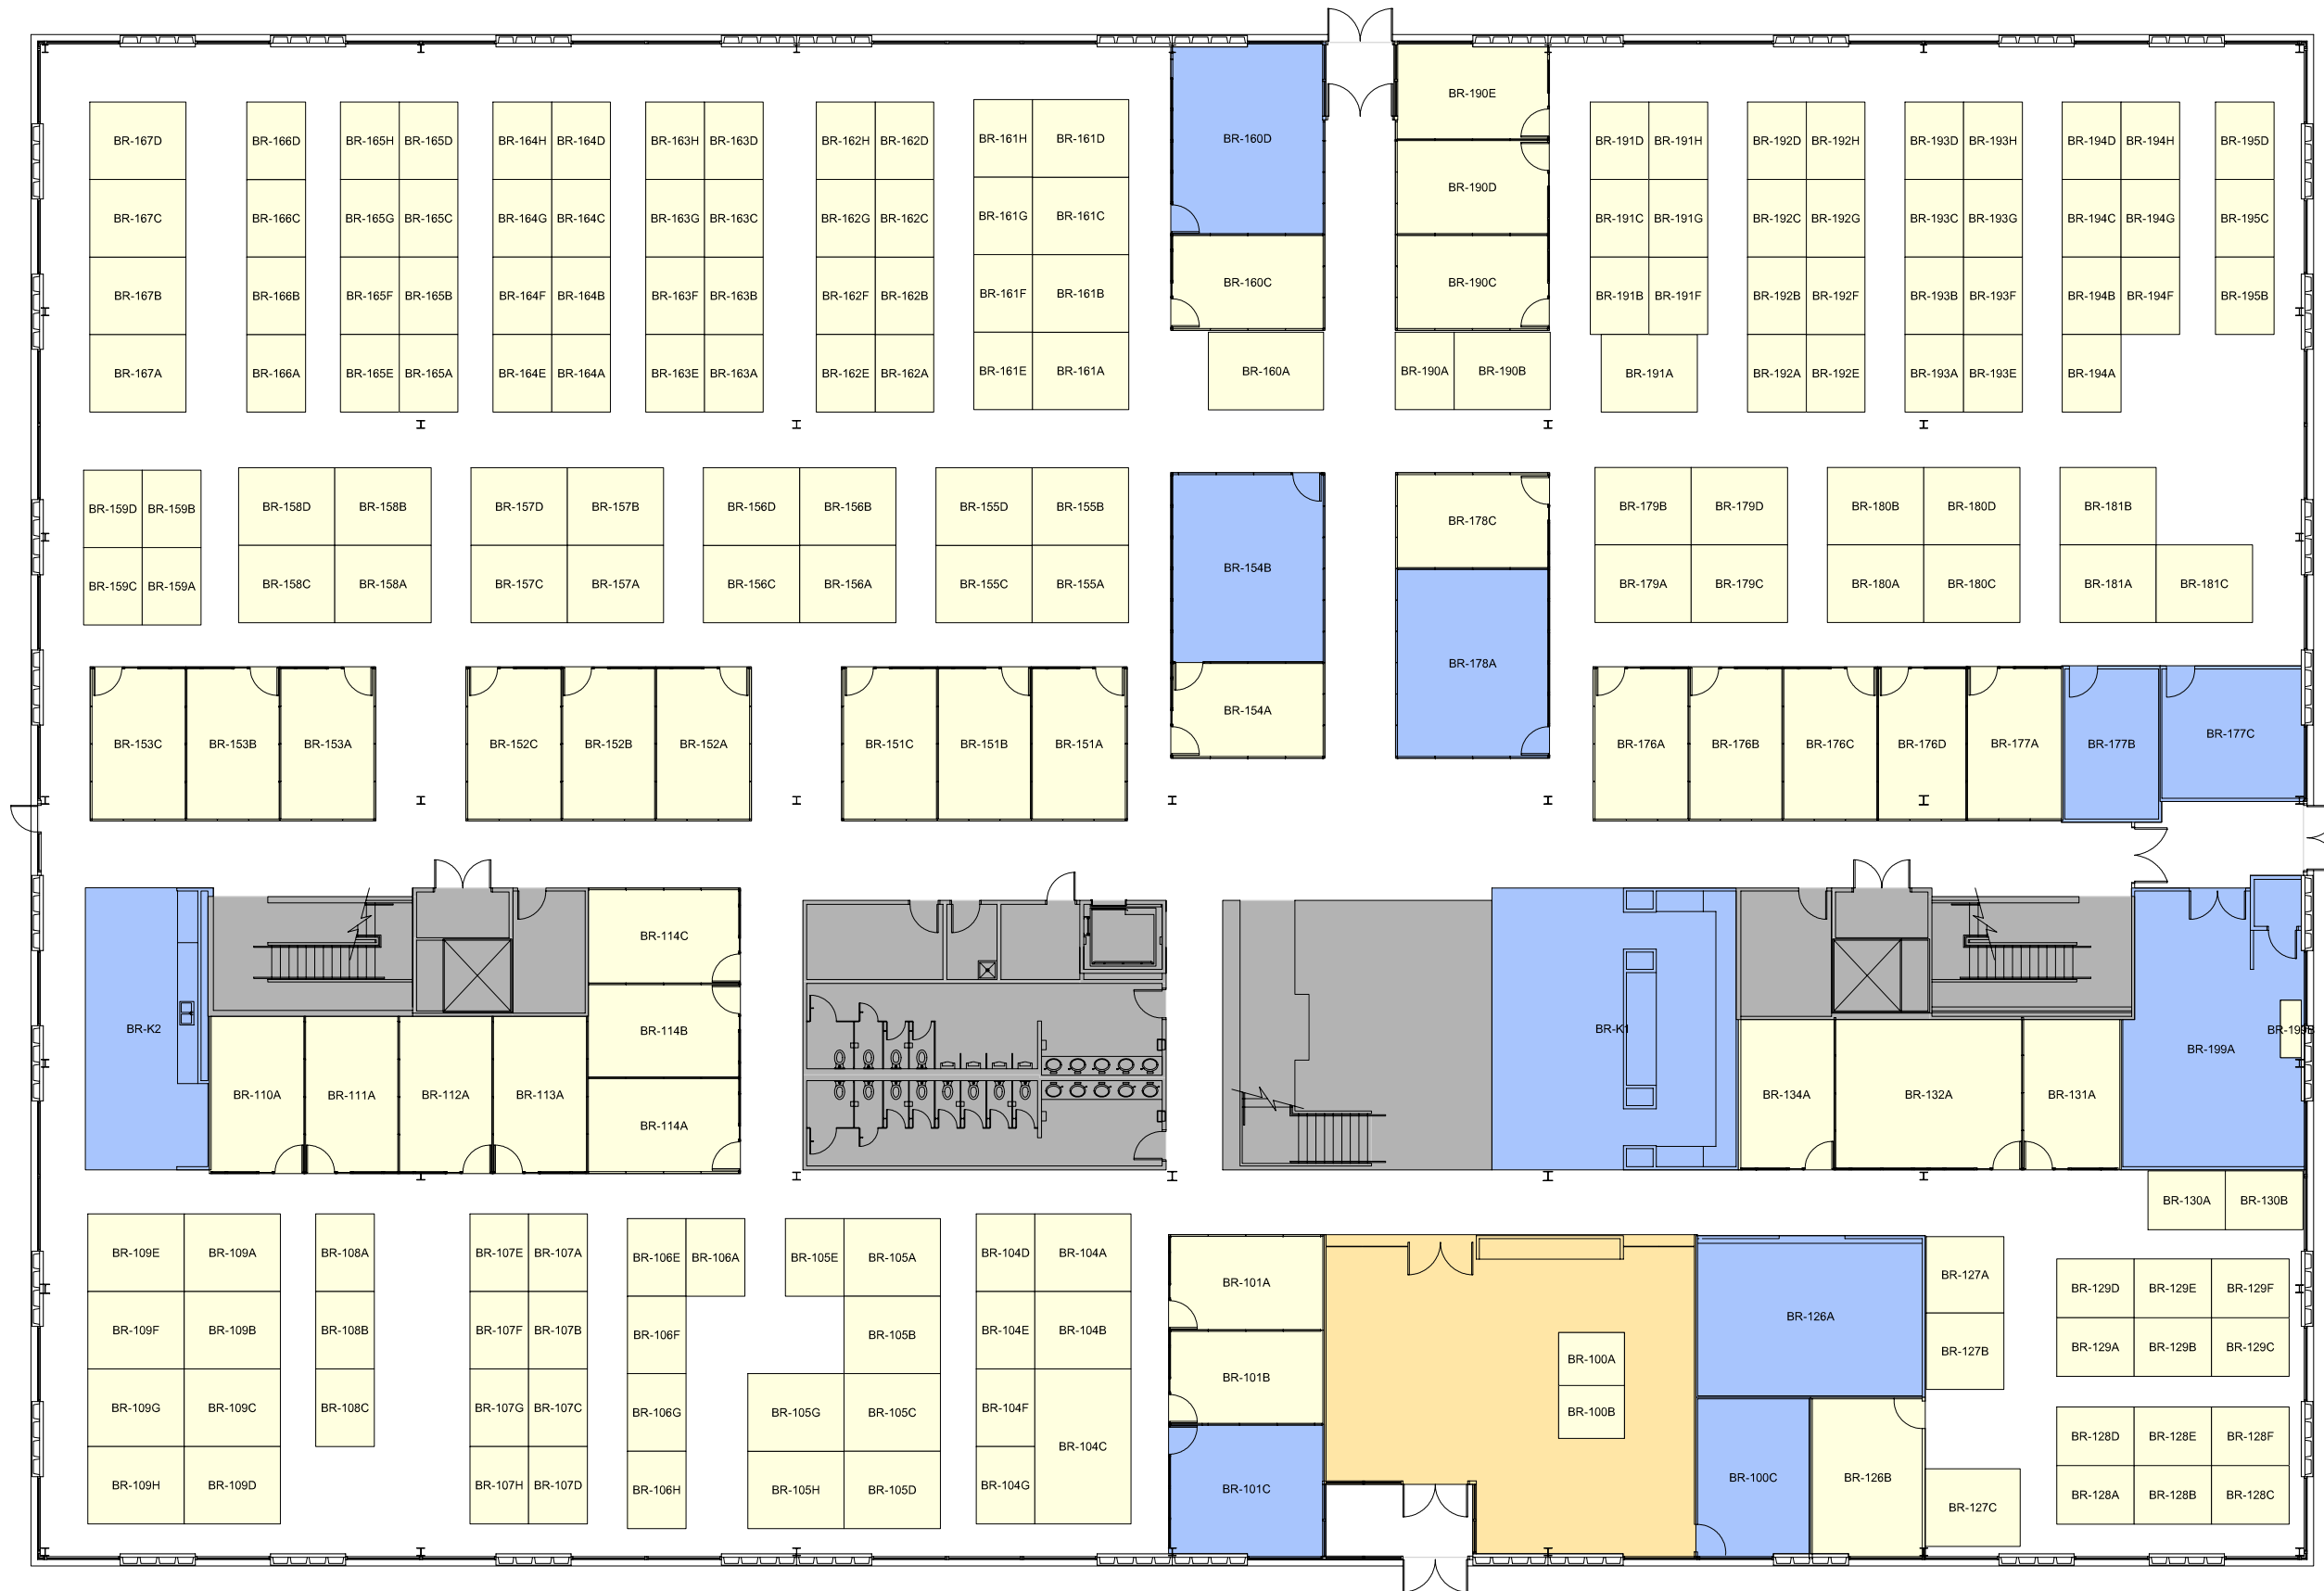 BR-190E
BR-167D BR-166D BR-165H BR-165D BR-164H BR-164D BR-163H BR-163D BR-162H BR-162D BR-161H BR-161D BR-160D BR-191D BR-191H BR-192D BR-192H BR-193D BR-193H BR-194D BR-194H BR-195D
BR-190D
BR-167C BR-166C BR-165G BR-165C BR-164G BR-164C BR-163G BR-163C BR-162G BR-162C BR-161G BR-161C BR-191C BR-191G BR-192C BR-192G BR-193C BR-193G BR-194C BR-194G BR-195C
BR-167B BR-166B BR-165F BR-165B BR-164F BR-164B BR-163F BR-163B BR-162F BR-162B BR-161F BR-161B BR-160C BR-190C BR-191B BR-191F BR-192B BR-192F BR-193B BR-193F BR-194B BR-194F BR-195B
BR-167A BR-166A BR-165E BR-165A BR-164E BR-164A BR-163E BR-163A BR-162E BR-162A BR-161E BR-161A BR-160A BR-190A BR-190B BR-191A BR-192A BR-192E BR-193A BR-193E BR-194A
BR-159D BR-159B BR-158D BR-158B BR-157D BR-157B BR-156D BR-156B BR-155D BR-155B BR-178C BR-179B BR-179D BR-180B BR-180D BR-181B
BR-154B
BR-159C BR-159A BR-158C BR-158A BR-157C BR-157A BR-156C BR-156A BR-155C BR-155A BR-179A BR-179C BR-180A BR-180C BR-181A BR-181C
BR-178A
BR-154A
BR-177C
BR-153C BR-153B BR-153A BR-152C BR-152B BR-152A BR-151C BR-151B BR-151A BR-176A BR-176B BR-176C BR-176D BR-177A BR-177B
BR-114C
BR-K2 BR-114B BR-K1 BR-199B
BR-199A
BR-110A BR-111A BR-112A BR-113A BR-134A BR-132A BR-131A
BR-114A
BR-130A BR-130B
BR-109E BR-109A BR-108A BR-107E BR-107A BR-106E BR-106A BR-105E BR-105A BR-104D BR-104A
BR-101A BR-127A BR-129D BR-129E BR-129F
BR-126A
BR-109F BR-109B BR-108B BR-107F BR-107B BR-106F BR-105B BR-104E BR-104B
BR-100A BR-127B BR-129A BR-129B BR-129C
BR-101B
BR-109G BR-109C BR-108C BR-107G BR-107C BR-106G BR-105G BR-105C BR-104F BR-100B
BR-128D BR-128E BR-128F
BR-104C
BR-109H BR-109D BR-107H BR-107D BR-106H BR-105H BR-105D BR-104G BR-101C BR-100C BR-126B
BR-128A BR-128B BR-128C
BR-127C